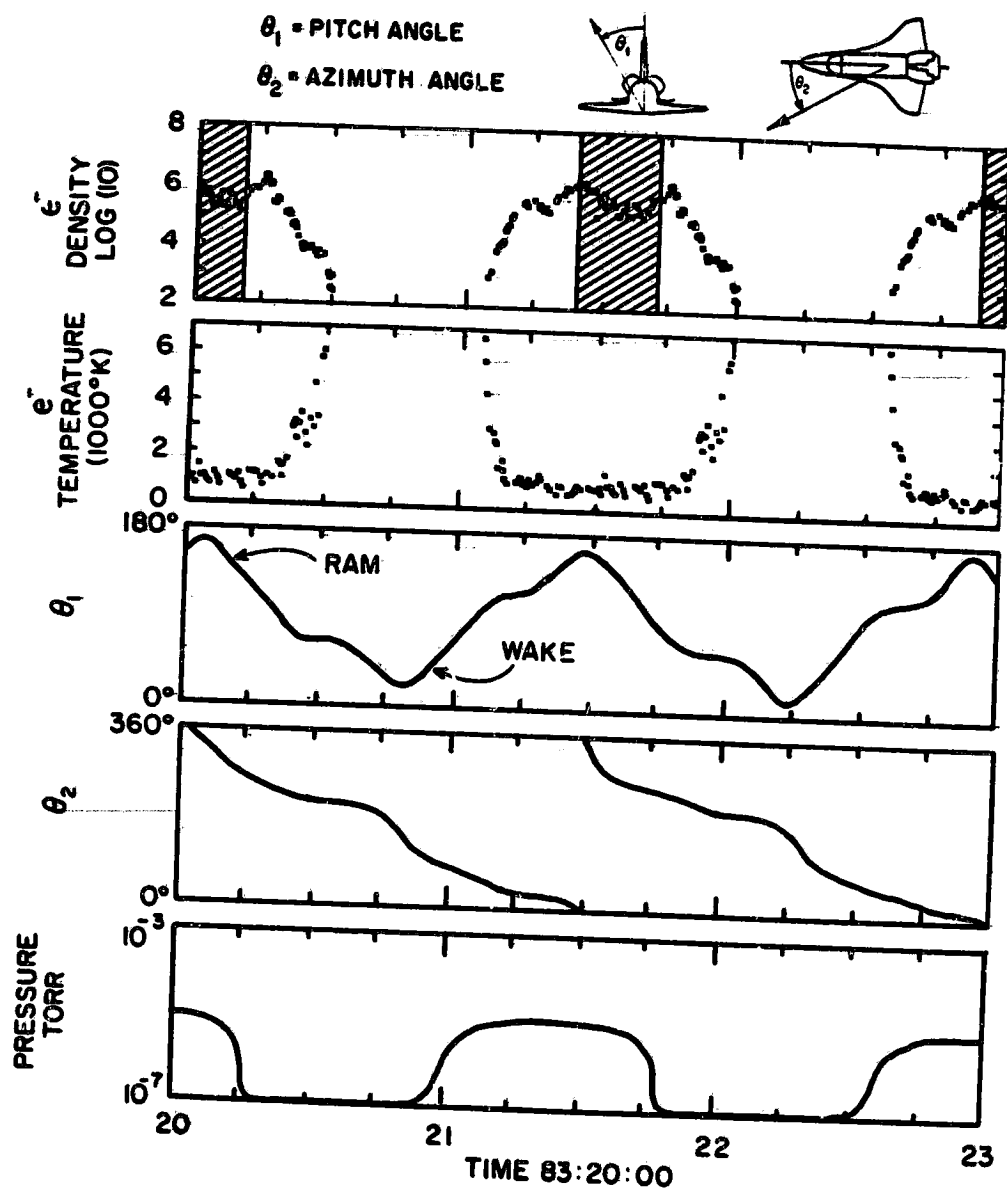 θ₁ = PITCH ANGLE
θ₂ = AZIMUTH ANGLE
θ₁
θ₂
e⁻
DENSITY
LOG (10)
8
6
4
2
e⁻
TEMPERATURE
(1000°K)
6
4
2
0
θ₁
180°
0°
RAM
WAKE
θ₂
360°
0°
PRESSURE
TORR
10⁻³
10⁻⁷
20
21
22
23
TIME 83:20:00